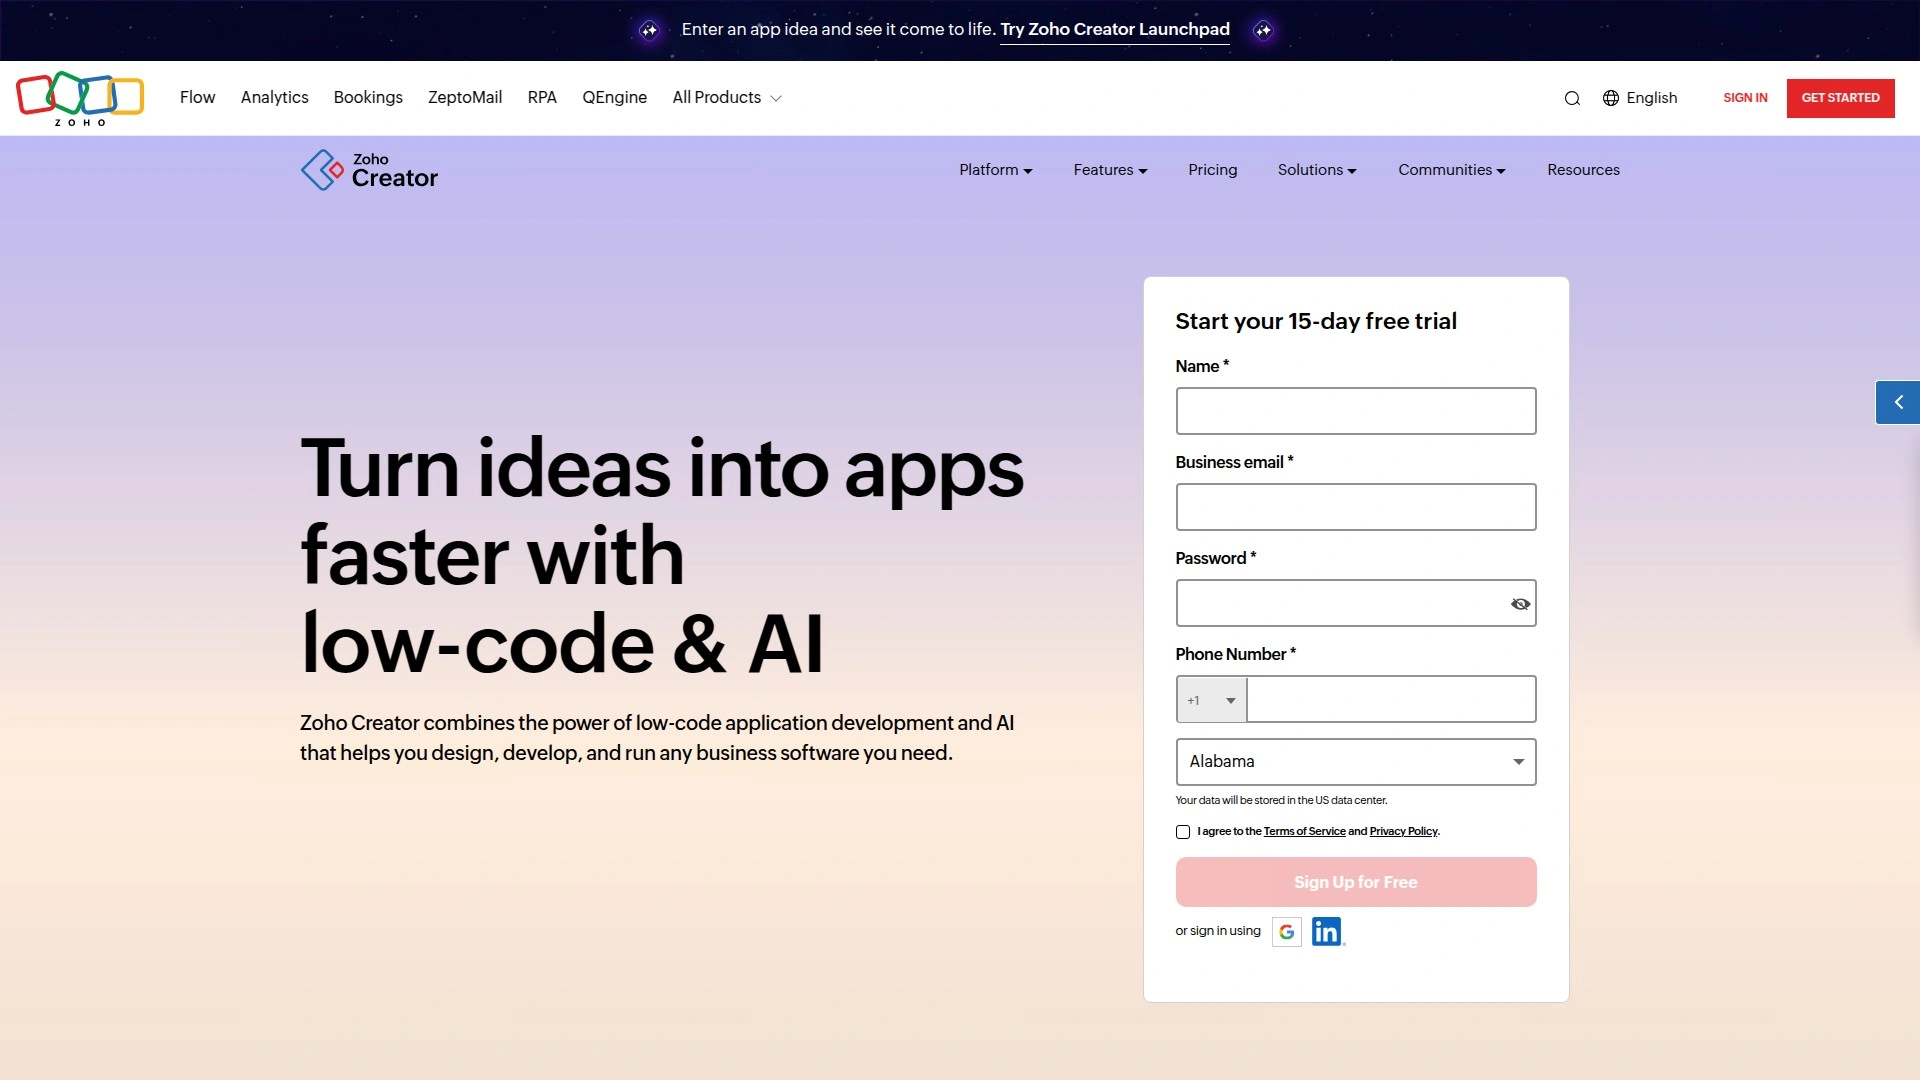 Enter an app idea and see it come to life. Try Zoho Creator Launchpad
ZOHO
Flow
Analytics
Bookings
ZeptoMail
RPA
QEngine
All Products
English
SIGN IN
GET STARTED
Zoho
Creator
Platform
Features
Pricing
Solutions
Communities
Resources
Turn ideas into apps
faster with
low-code & AI
Zoho Creator combines the power of low-code application development and AI
that helps you design, develop, and run any business software you need.
Start your 15-day free trial
Name *
Business email *
Password *
Phone Number *
+1
Alabama
Your data will be stored in the US data center.
I agree to the Terms of Service and Privacy Policy.
Sign Up for Free
or sign in using
G
in